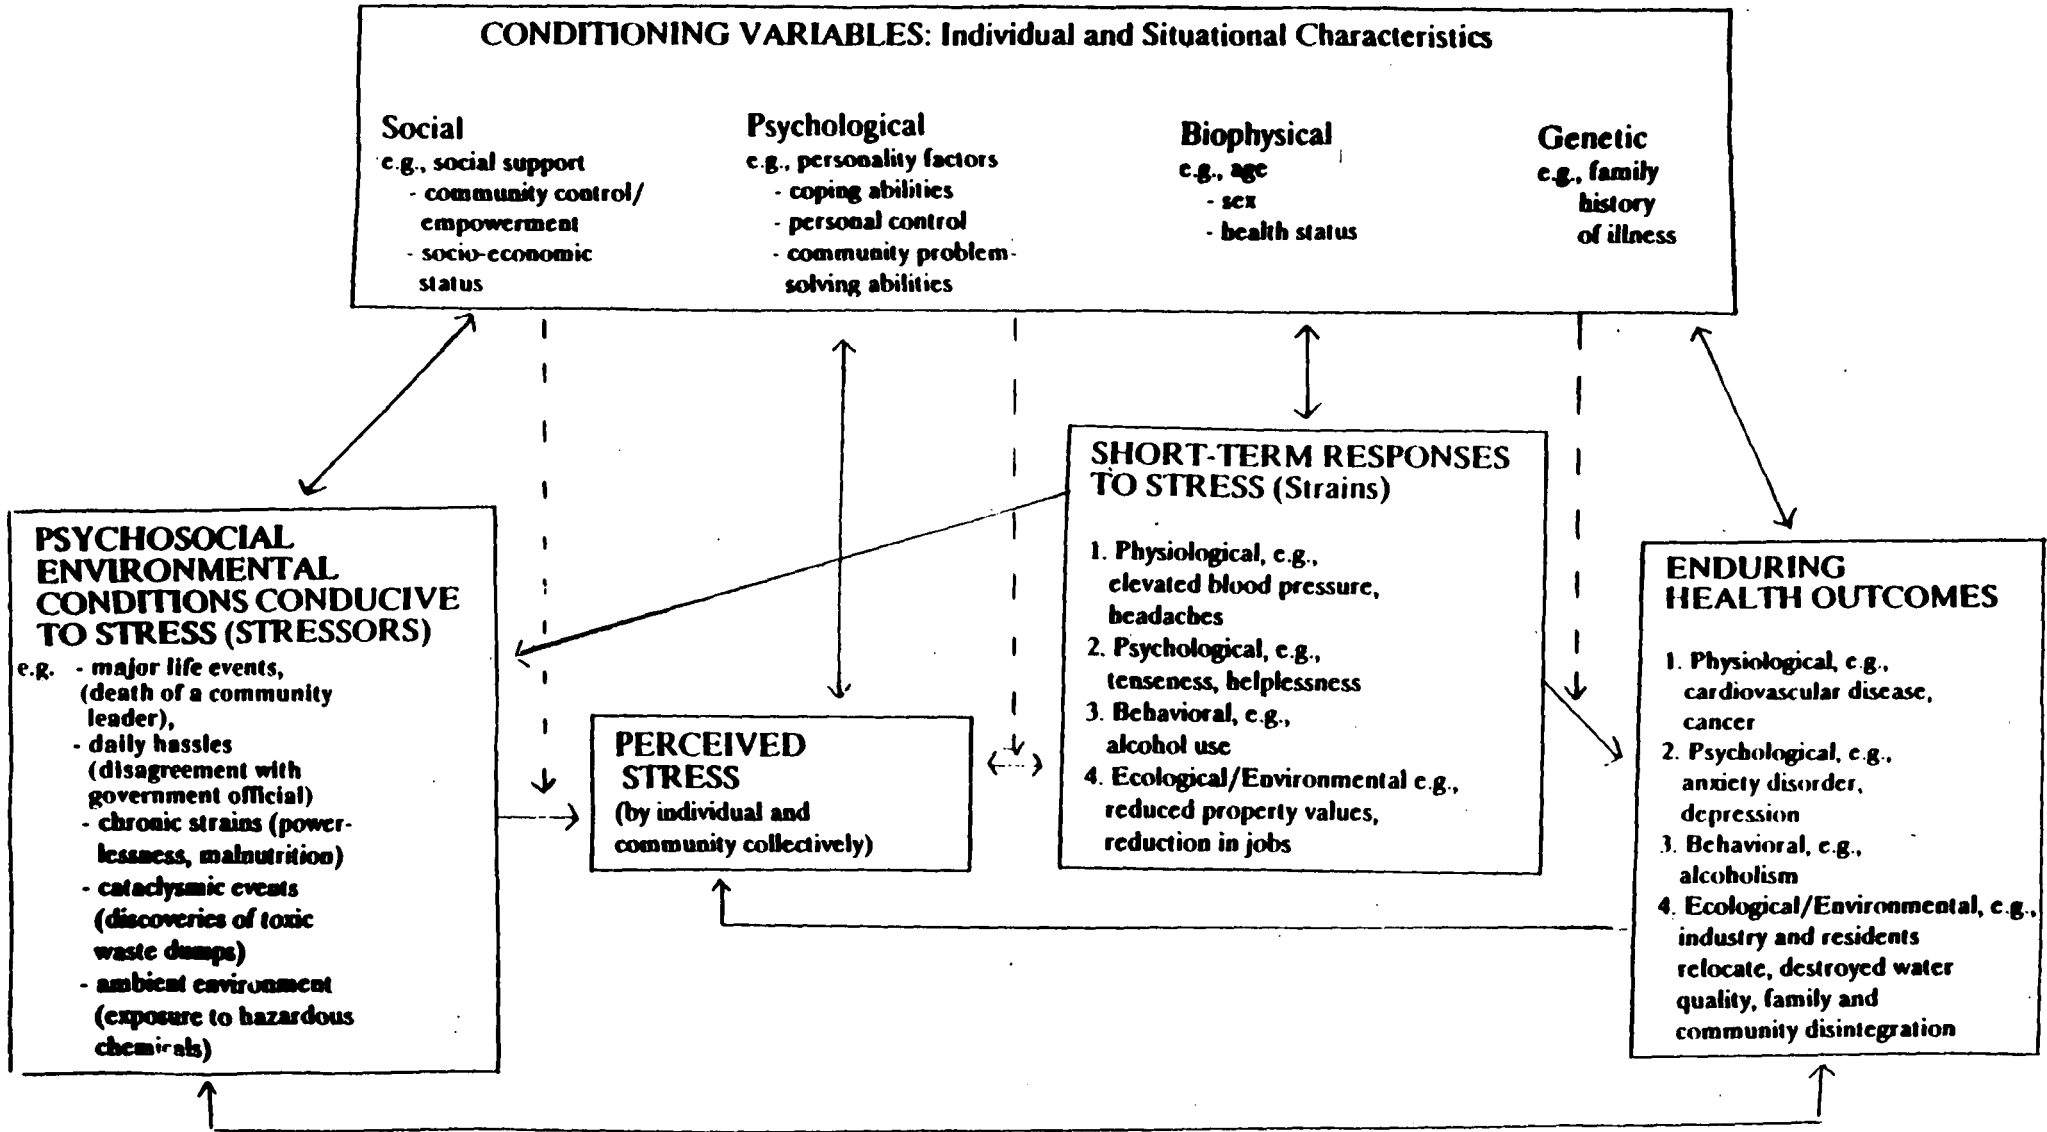 CONDITIONING VARIABLES: Individual and Situational Characteristics
Social
e.g., social support
- community control/
empowerment
- socio-economic
status
Psychological
e.g., personality factors
- coping abilities
- personal control
- community problem-
solving abilities
Biophysical
e.g., age
- sex
- health status
Genetic
e.g., family
history
of illness
PSYCHOSOCIAL
ENVIRONMENTAL
CONDITIONS CONDUCIVE
TO STRESS (STRESSORS)
e.g. - major life events,
(death of a community
leader),
- daily hassles
(disagreement with
government official)
- chronic strains (power-
lessness, malnutrition)
- cataclysmic events
(discoveries of toxic
waste dumps)
- ambient environment
(exposure to hazardous
chemicals)
PERCEIVED
STRESS
(by individual and
community collectively)
SHORT-TERM RESPONSES
TO STRESS (Strains)
1. Physiological, e.g.,
elevated blood pressure,
headaches
2. Psychological, e.g.,
tenseness, helplessness
3. Behavioral, e.g.,
alcohol use
4. Ecological/Environmental e.g.,
reduced property values,
reduction in jobs
ENDURING
HEALTH OUTCOMES
1. Physiological, e.g.,
cardiovascular disease,
cancer
2. Psychological, e.g.,
anxiety disorder,
depression
3. Behavioral, e.g.,
alcoholism
4. Ecological/Environmental, e.g.,
industry and residents
relocate, destroyed water
quality, family and
community disintegration